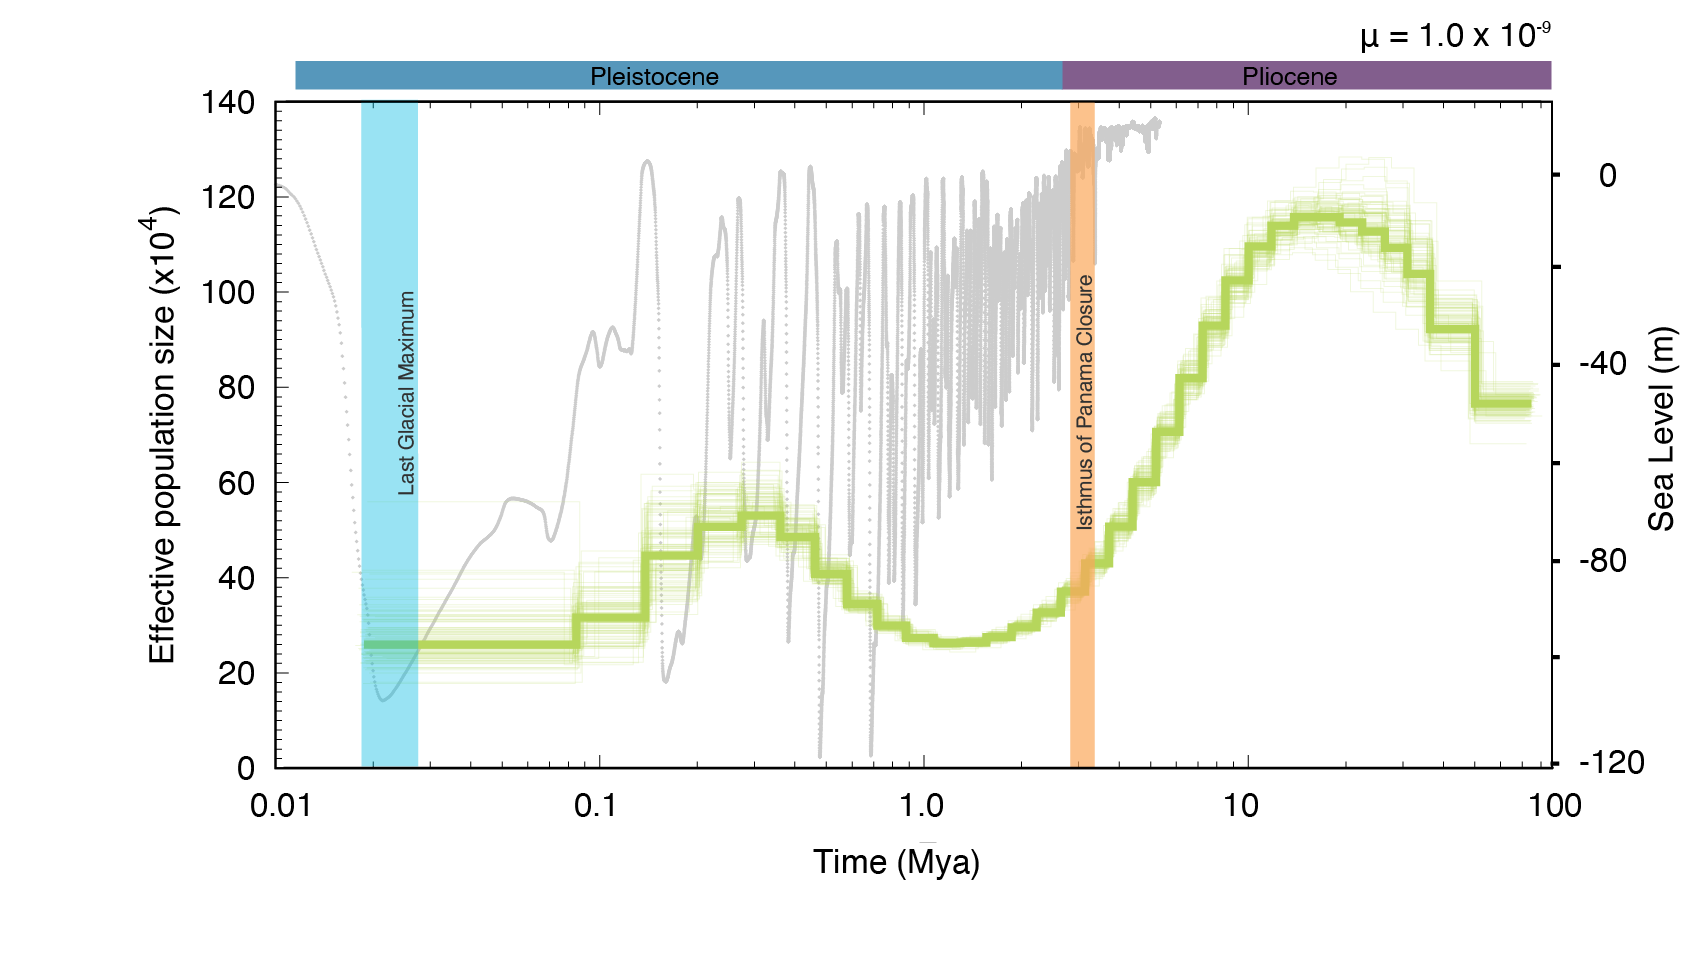 μ = 1.0 x 10⁻⁹
Pleistocene
Pliocene
140
120
100
80
60
40
20
0
Effective population size (x10⁴)
Last Glacial Maximum
Isthmus of Panama Closure
0
-40
-80
-120
Sea Level (m)
0.01
0.1
1.0
10
100
Time (Mya)